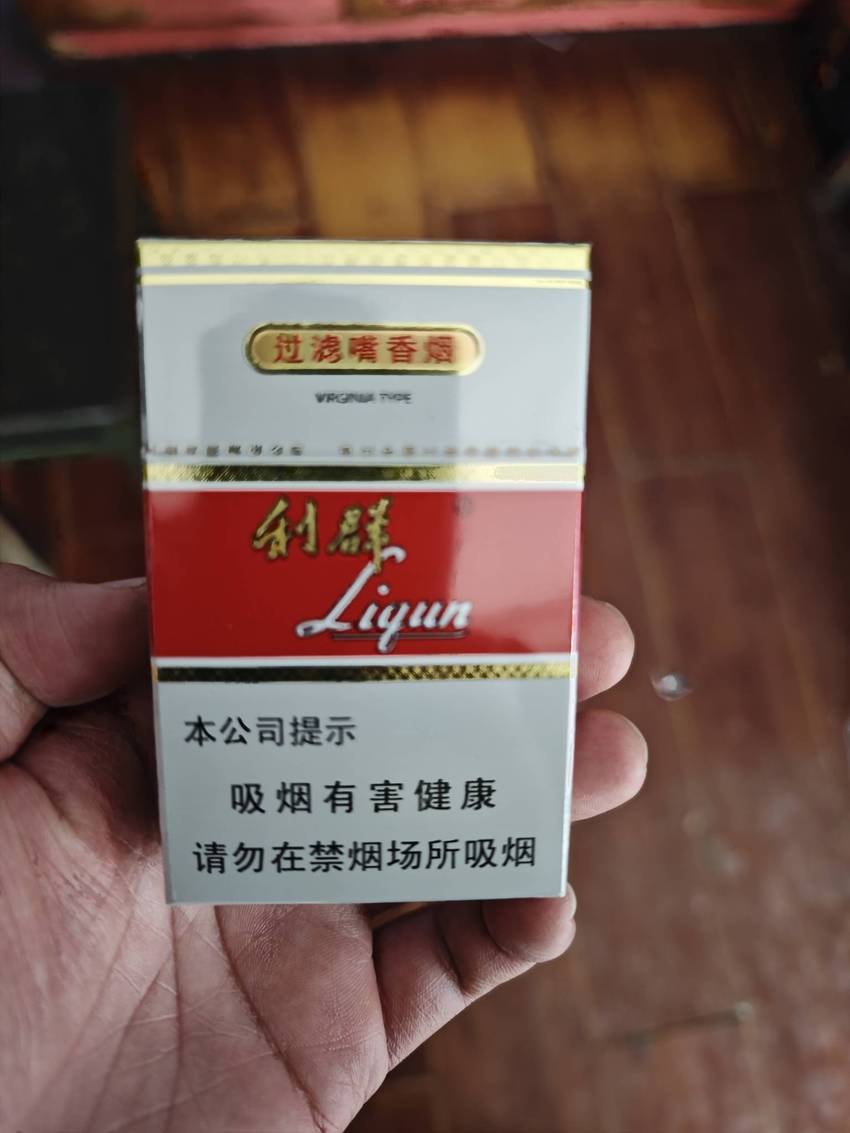 过滤嘴香烟
VIRGINIA TYPE
利群
Liqun
本公司提示
吸烟有害健康
请勿在禁烟场所吸烟